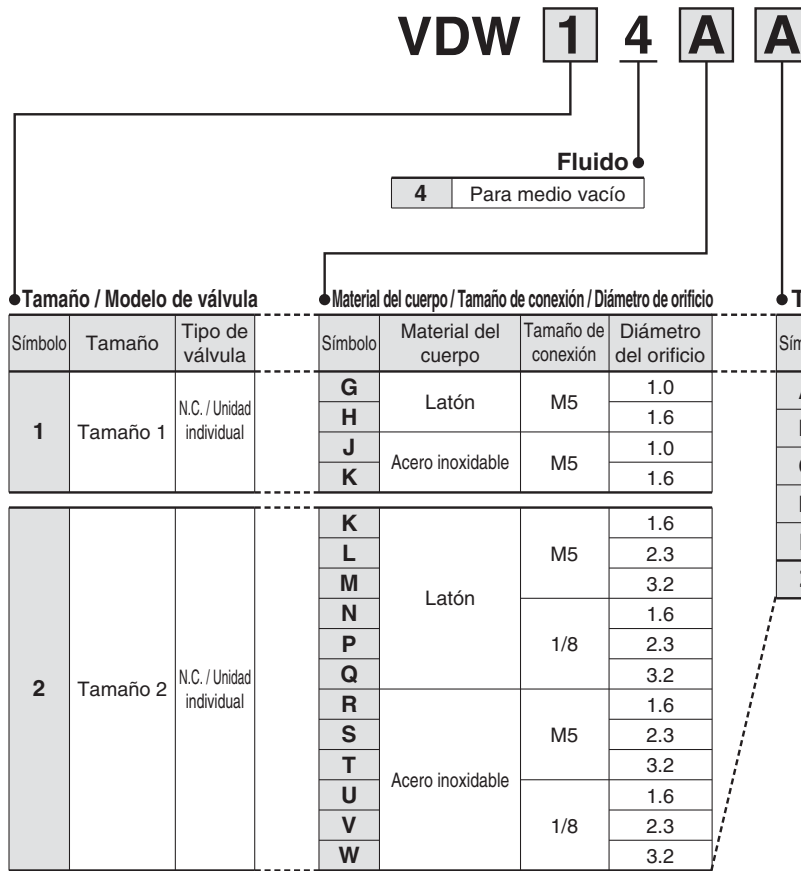 VDW 1 4 A A
Fluido
4 Para medio vacío
Tamaño / Modelo de válvula
Símbolo Tamaño Tipo de válvula
1 Tamaño 1 N.C. / Unidad individual
2 Tamaño 2 N.C. / Unidad individual
Material del cuerpo / Tamaño de conexión / Diámetro de orificio
Símbolo Material del cuerpo Tamaño de conexión Diámetro del orificio
G Latón M5 1.0
H 1.6
J Acero inoxidable M5 1.0
K 1.6
K Latón M5 1.6
L 2.3
M 3.2
N 1/8 1.6
P 2.3
Q 3.2
R Acero inoxidable M5 1.6
S 2.3
T 3.2
U 1/8 1.6
V 2.3
W 3.2